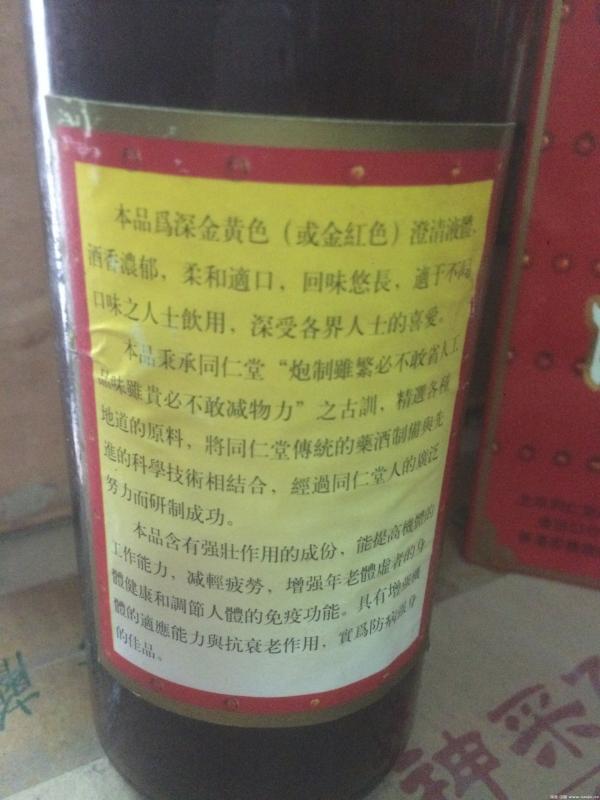 本品爲深金黃色（或金紅色）澄清液體，
酒香濃郁，柔和適口，回味悠長，適于不同
口味之人士飲用，深受各界人士的喜愛。
本品秉承同仁堂“炮制雖繁必不敢省人工
品味雖貴必不敢減物力”之古訓，精選各種
地道的原料，將同仁堂傳統的藥酒制備與先
進的科學技術相結合，經過同仁堂人的廣泛
努力而研制成功。
本品含有强壯作用的成份，能提高機體的
工作能力，減輕疲勞，增强年老體虛者的身
體健康和調節人體的免疫功能。具有增强機
體的適應能力與抗衰老作用，實爲防病强身
的佳品。
神采